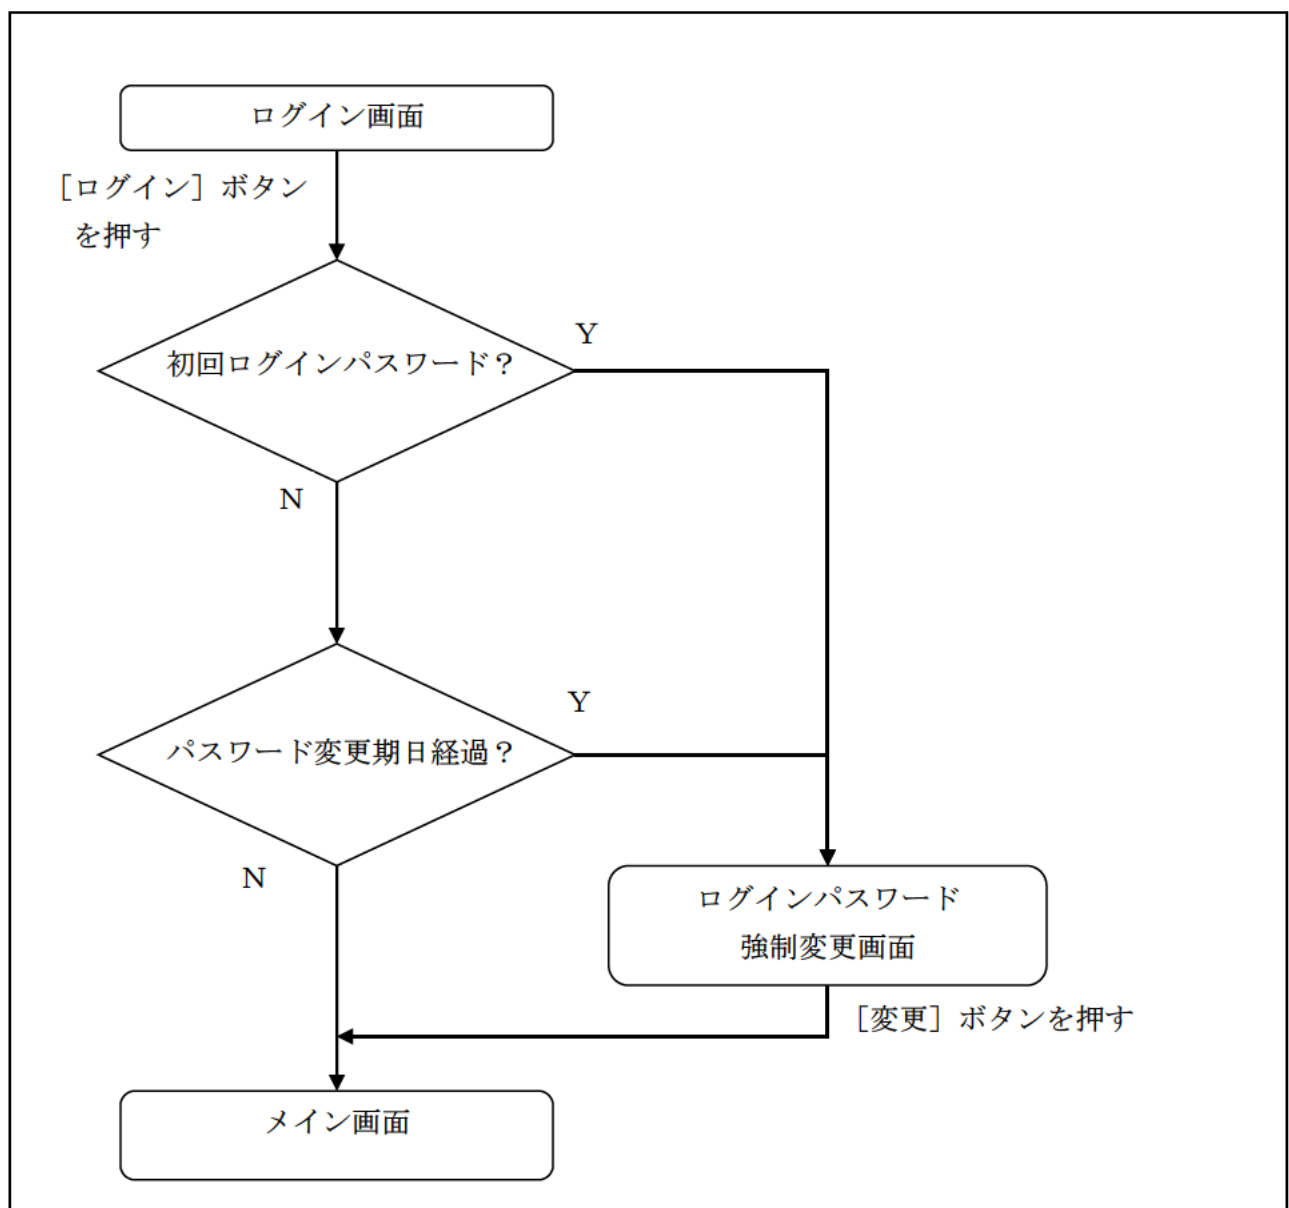 ログイン画面
［ログイン］ボタン
を押す
初回ログインパスワード？
Y
N
パスワード変更期日経過？
Y
N
ログインパスワード
強制変更画面
［変更］ボタンを押す
メイン画面